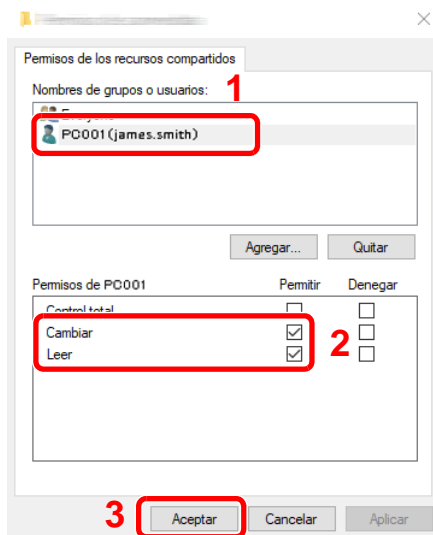 Permisos de los recursos compartidos
Nombres de grupos o usuarios:
1
PC001(james.smith)
Agregar...
Quitar
Permisos de PC001
Permitir
Denegar
Control total
Cambiar
Leer
2
3
Aceptar
Cancelar
Aplicar